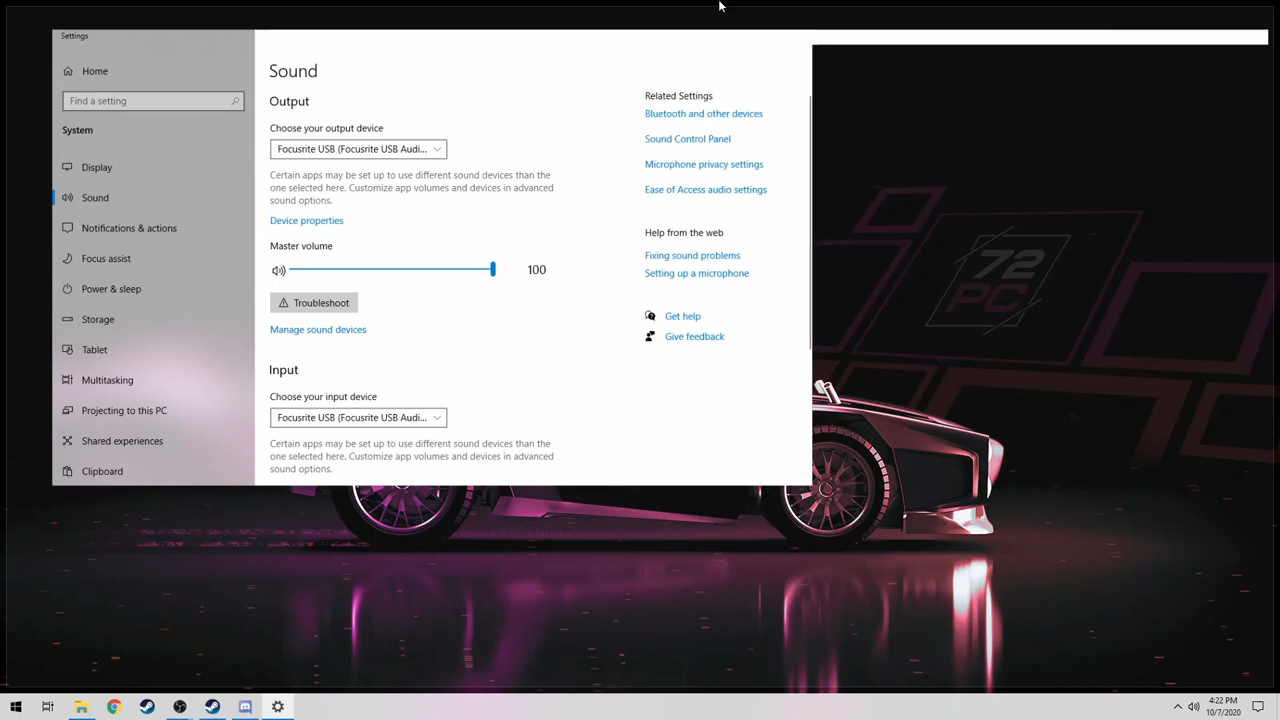 Settings
Home
Find a setting
System
Display
Sound
Notifications & actions
Focus assist
Power & sleep
Storage
Tablet
Multitasking
Projecting to this PC
Shared experiences
Clipboard
Sound
Output
Choose your output device
Focusrite USB (Focusrite USB Audi...
Certain apps may be set up to use different sound devices than the
one selected here. Customize app volumes and devices in advanced
sound options.
Device properties
Master volume
100
Troubleshoot
Manage sound devices
Input
Choose your input device
Focusrite USB (Focusrite USB Audi...
Certain apps may be set up to use different sound devices than the
one selected here. Customize app volumes and devices in advanced
sound options.
Related Settings
Bluetooth and other devices
Sound Control Panel
Microphone privacy settings
Ease of Access audio settings
Help from the web
Fixing sound problems
Setting up a microphone
Get help
Give feedback
72
PC
4:22 PM
10/7/2020